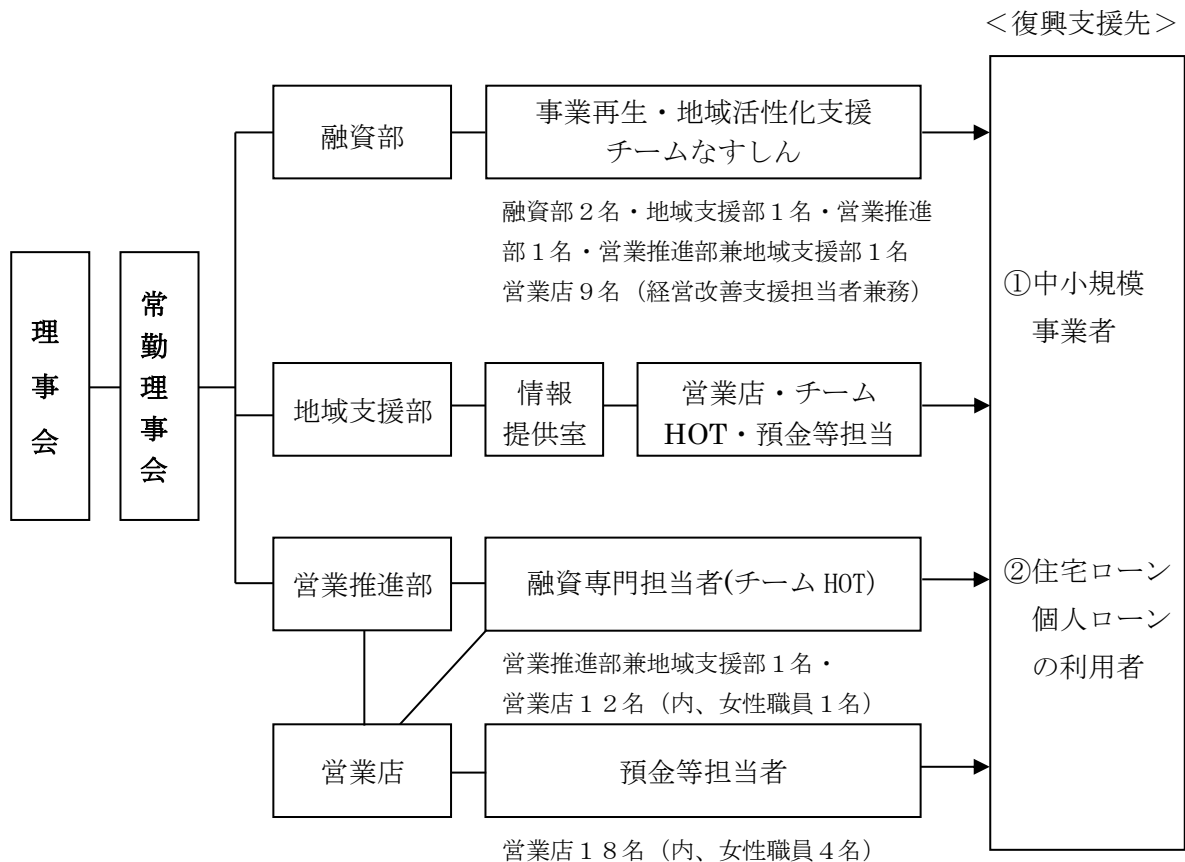 ＜復興支援先＞
融資部
事業再生・地域活性化支援
チームなすしん
融資部２名・地域支援部１名・営業推進
部１名・営業推進部兼地域支援部１名
営業店９名（経営改善支援担当者兼務）
理事会
常勤理事会
地域支援部
情報
提供室
営業店・チーム
HOT・預金等担当
営業推進部
融資専門担当者(チーム HOT)
営業推進部兼地域支援部１名・
営業店１２名（内、女性職員１名）
営業店
預金等担当者
営業店１８名（内、女性職員４名）
①中小規模
事業者
②住宅ローン
個人ローン
の利用者